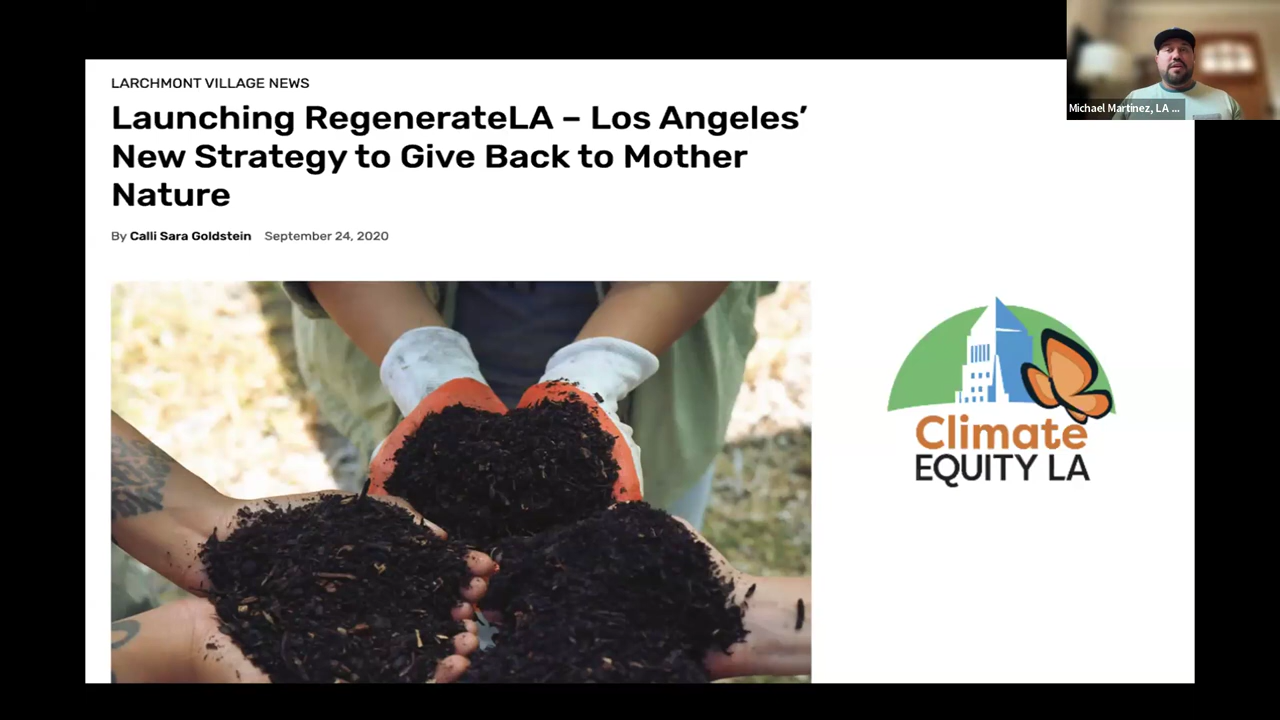 LARCHMONT VILLAGE NEWS
Launching RegenerateLA – Los Angeles’
New Strategy to Give Back to Mother
Nature
By Calli Sara Goldstein September 24, 2020
Michael Martinez, LA ...
Climate
EQUITY LA